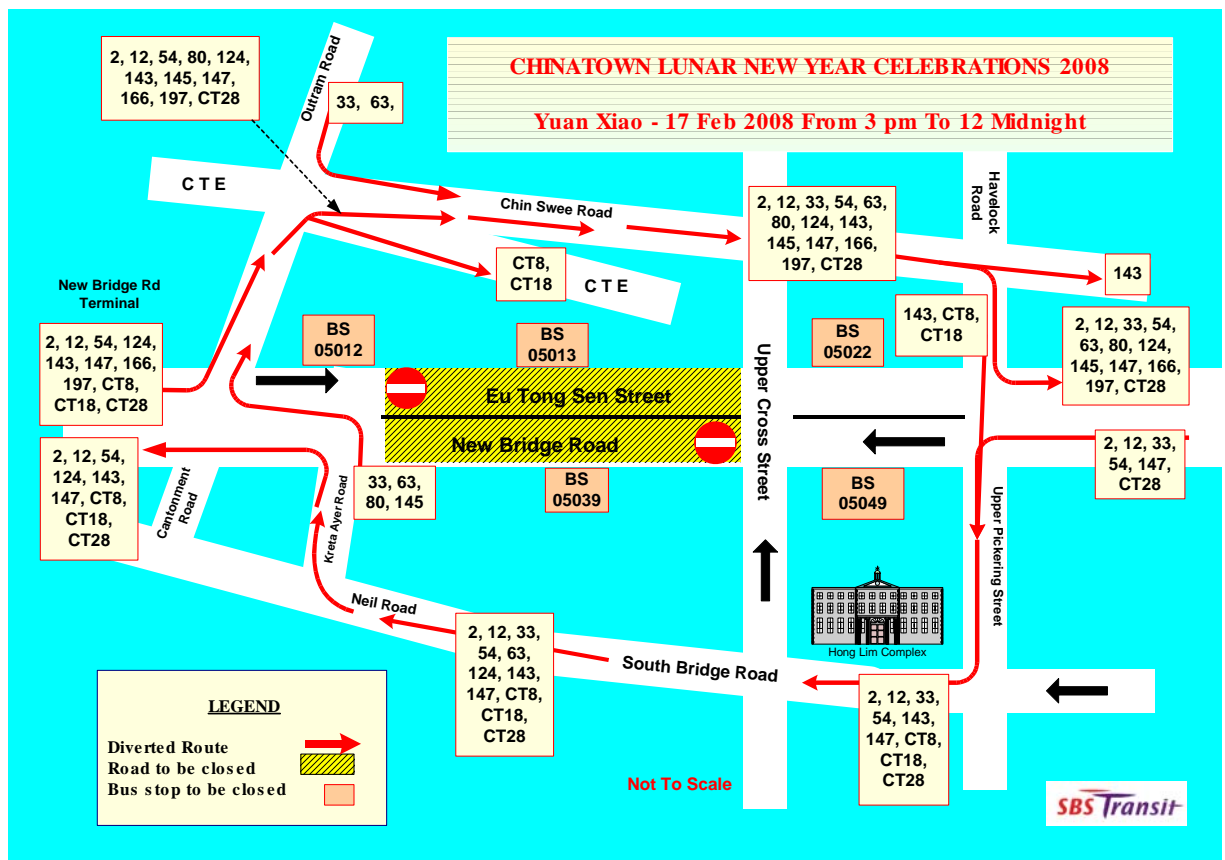 CHINATOWN LUNAR NEW YEAR CELEBRATIONS 2008
Yuan Xiao - 17 Feb 2008 From 3 pm To 12 Midnight
2, 12, 54, 80, 124,
143, 145, 147,
166, 197, CT28
Outram Road
33, 63,
C T E
Chin Swee Road
2, 12, 33, 54, 63,
80, 124, 143,
145, 147, 166,
197, CT28
Havelock
Road
CT8,
CT18
C T E
143
New Bridge Rd
Terminal
2, 12, 54, 124,
143, 147, 166,
197, CT8,
CT18, CT28
BS
05012
BS
05013
BS
05022
143, CT8,
CT18
2, 12, 33, 54,
63, 80, 124,
145, 147, 166,
197, CT28
Eu Tong Sen Street
New Bridge Road
Upper Cross Street
2, 12, 54,
124, 143,
147, CT8,
CT18,
CT28
Cantonment
Road
Kreta Ayer Road
33, 63,
80, 145
BS
05039
BS
05049
2, 12, 33,
54, 147,
CT28
Upper Pickering Street
Neil Road
2, 12, 33,
54, 63,
124, 143,
147, CT8,
CT18,
CT28
South Bridge Road
Hong Lim Complex
2, 12, 33,
54, 143,
147, CT8,
CT18,
CT28
LEGEND
Diverted Route
Road to be closed
Bus stop to be closed
Not To Scale
SBS Transit